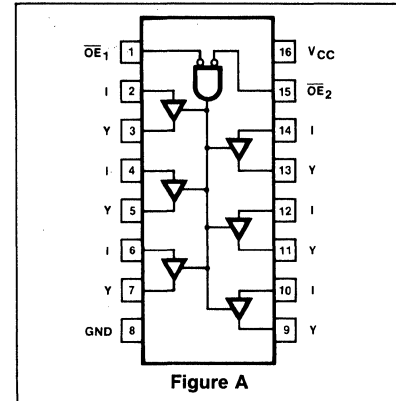 OE1 1 16 VCC
I 2 15 OE2
Y 3 14 I
I 4 13 Y
Y 5 12 I
I 6 11 Y
Y 7 10 I
GND 8 9 Y
Figure A